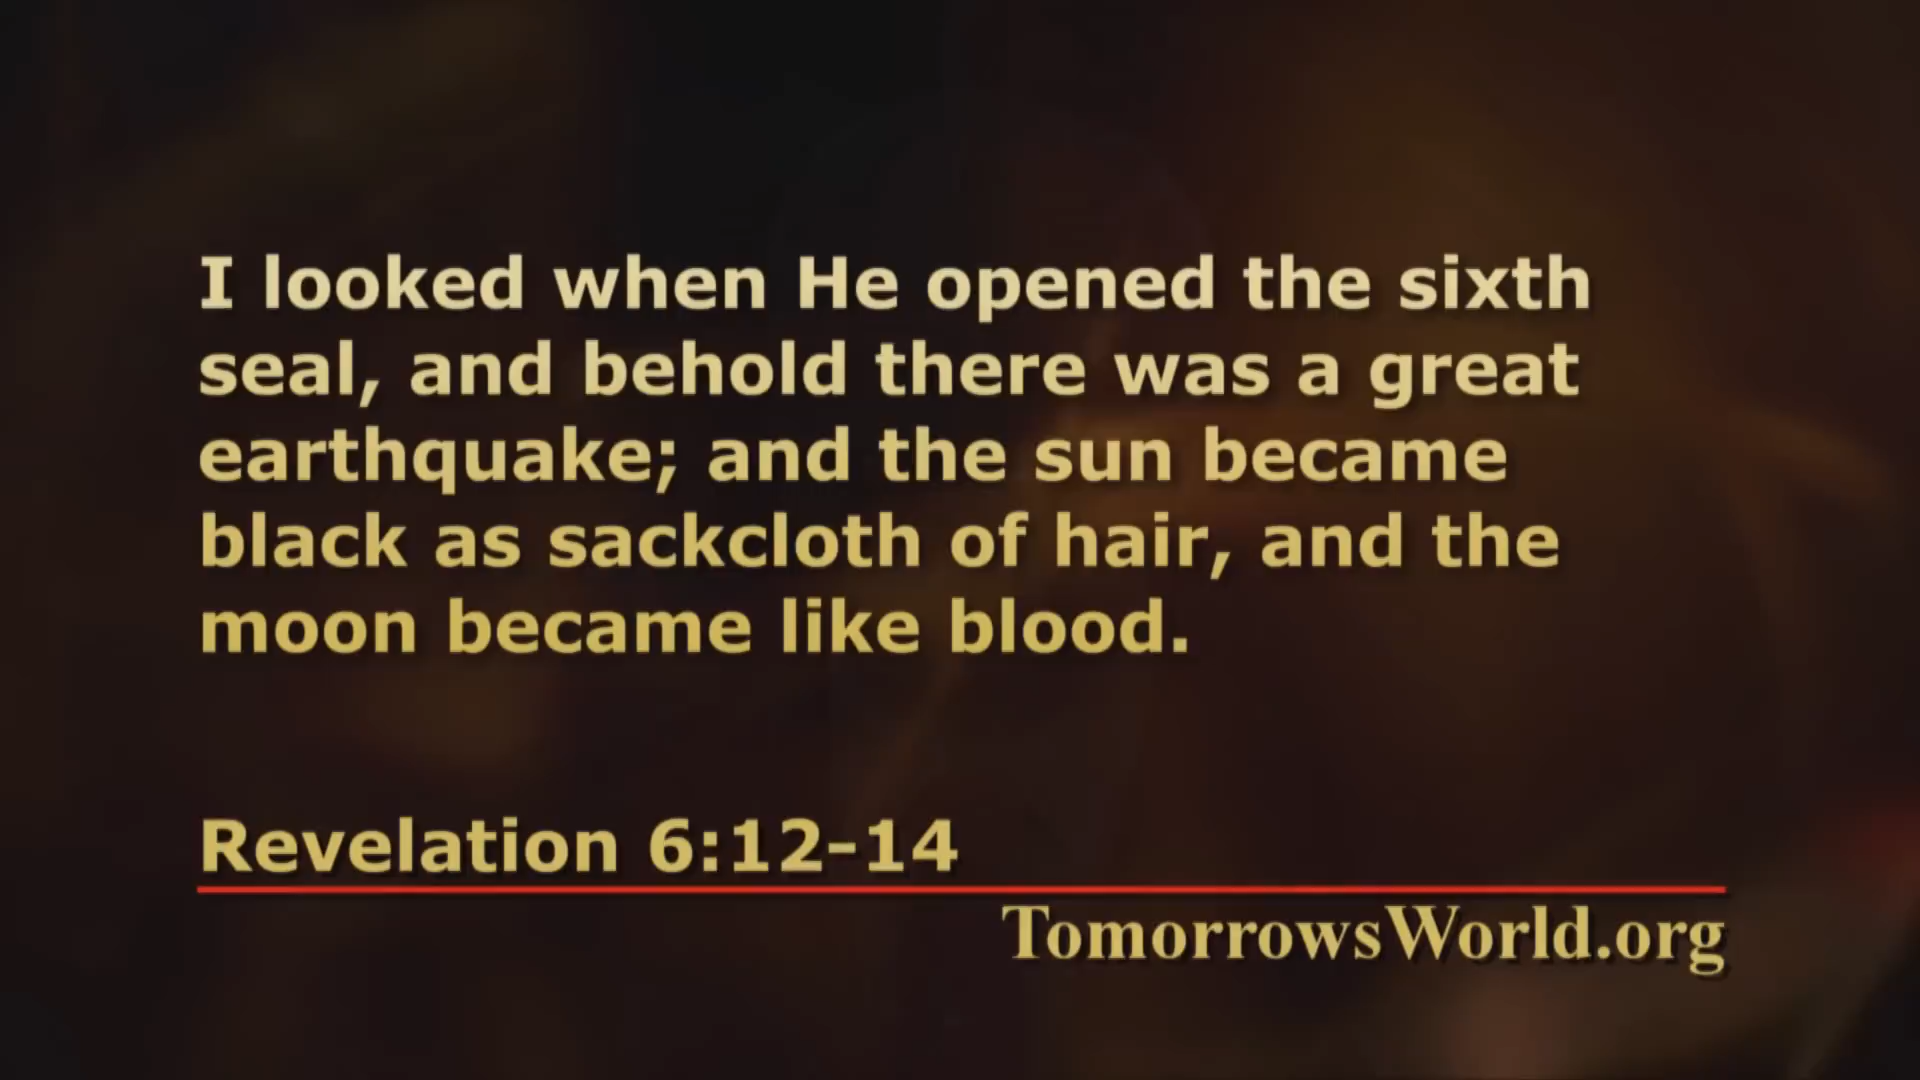 I looked when He opened the sixth
seal, and behold there was a great
earthquake; and the sun became
black as sackcloth of hair, and the
moon became like blood.
Revelation 6:12-14
TomorrowsWorld.org